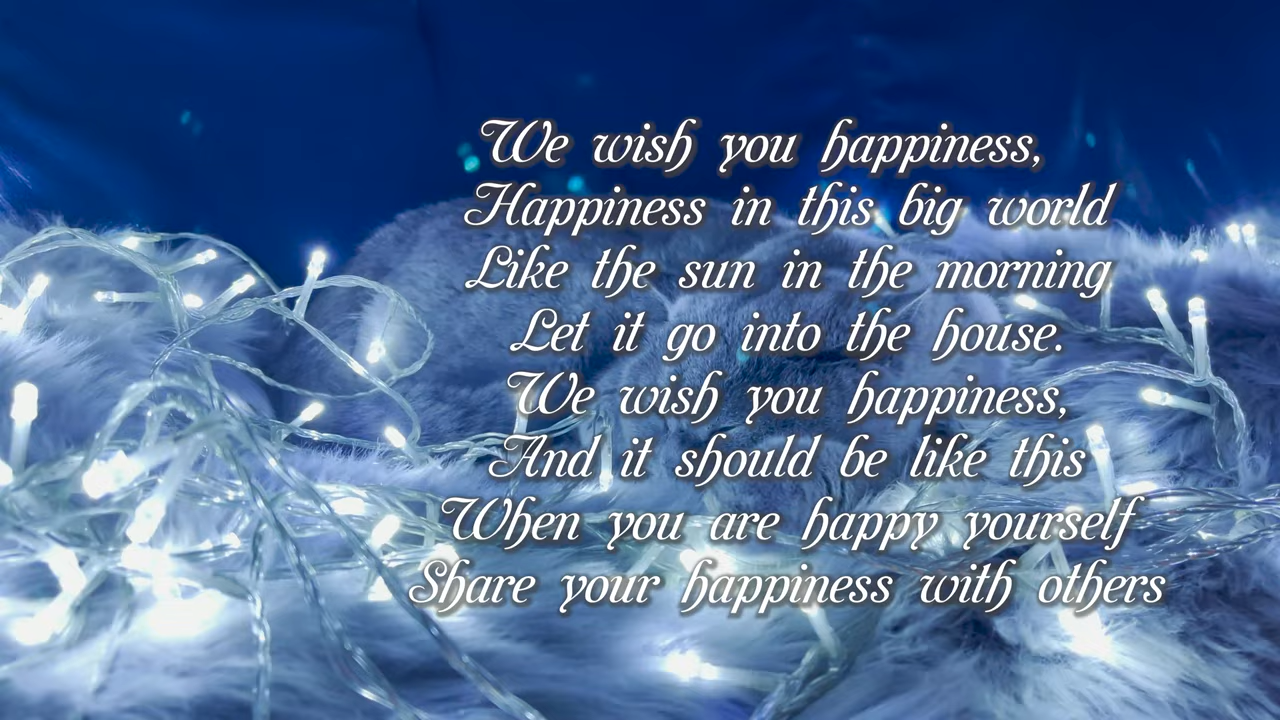 We wish you happiness,
Happiness in this big world
Like the sun in the morning,
Let it go into the house.
We wish you happiness,
And it should be like this
When you are happy yourself
Share your happiness with others